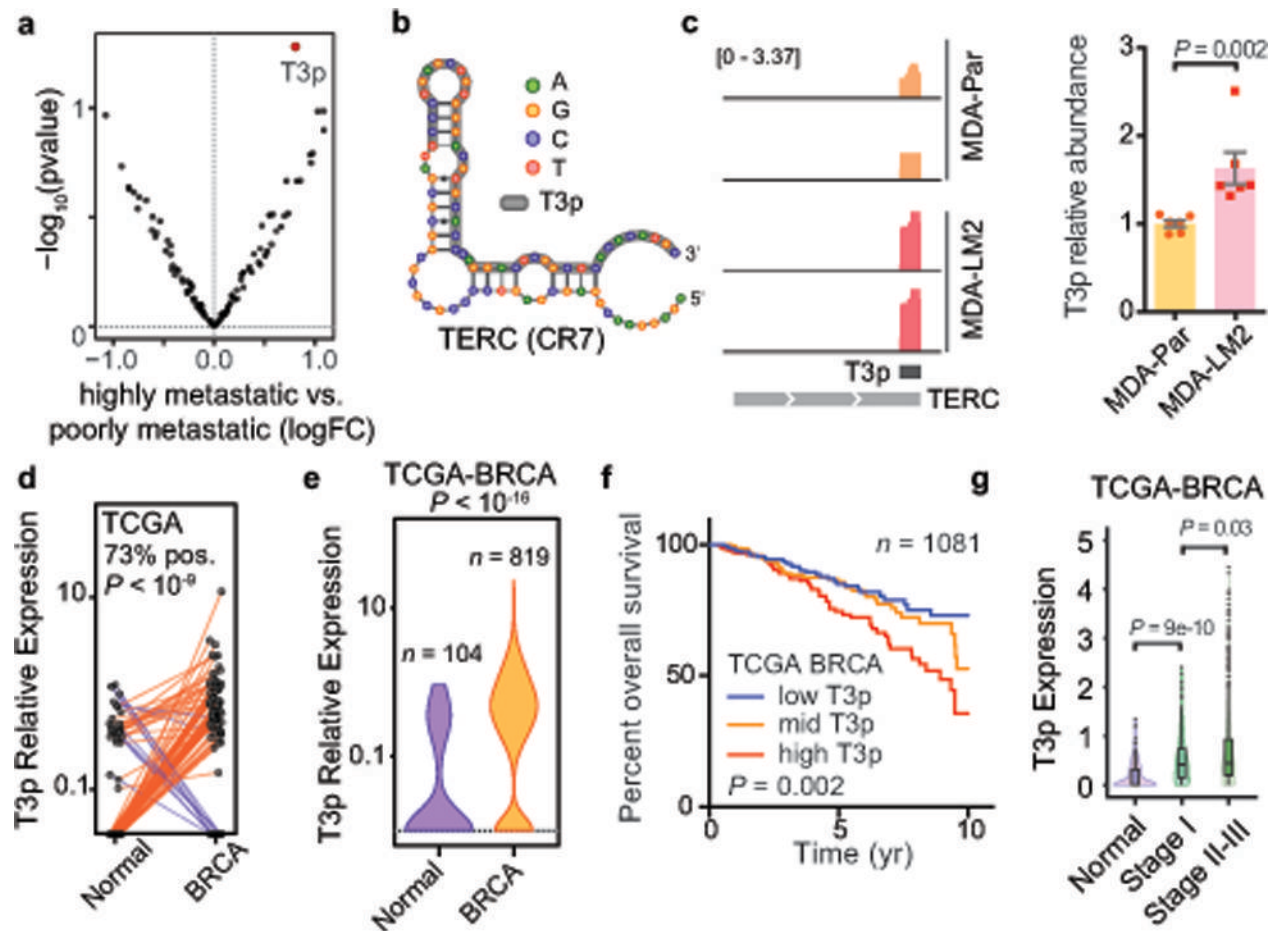 a
T3p
1
0
−log10(pvalue)
−1.0 0.0 1.0
highly metastatic vs.
poorly metastatic (logFC)
b
A
G
C
T
T3p
3'
5'
TERC (CR7)
c
[0 - 3.37]
MDA-Par
MDA-LM2
T3p
TERC
P = 0.002
3
2
1
0
T3p relative abundance
MDA-Par
MDA-LM2
d
TCGA
73% pos.
P < 10-9
10
0.1
T3p Relative Expression
Normal
BRCA
e
TCGA-BRCA
P < 10-16
n = 819
n = 104
10
0.1
T3p Relative Expression
Normal
BRCA
f
n = 1081
100
50
0
Percent overall survival
TCGA BRCA
low T3p
mid T3p
high T3p
P = 0.002
0 5 10
Time (yr)
g
TCGA-BRCA
P = 0.03
P = 9e-10
5
4
3
2
1
0
T3p Expression
Normal
Stage I
Stage II-III